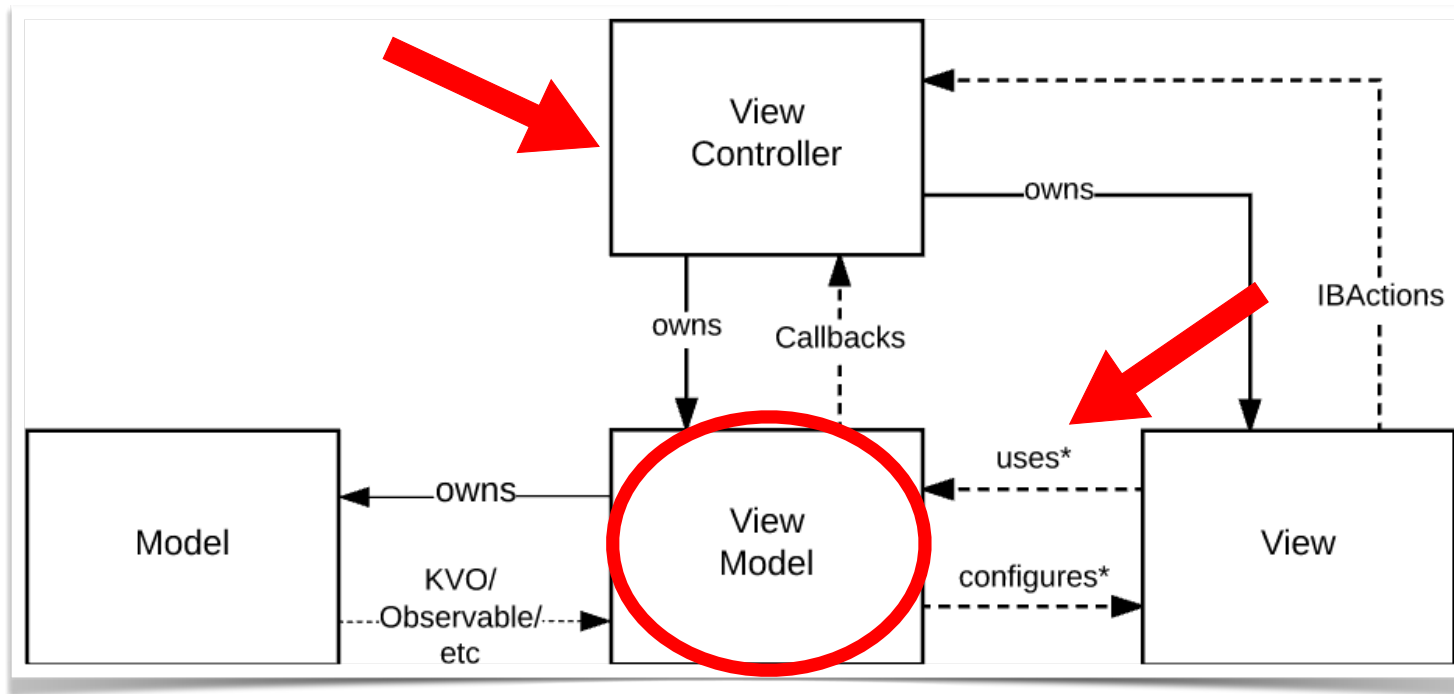 View
Controller
owns
IBActions
owns
Callbacks
uses*
owns
View
Model
Model
View
configures*
KVO/
Observable/
etc